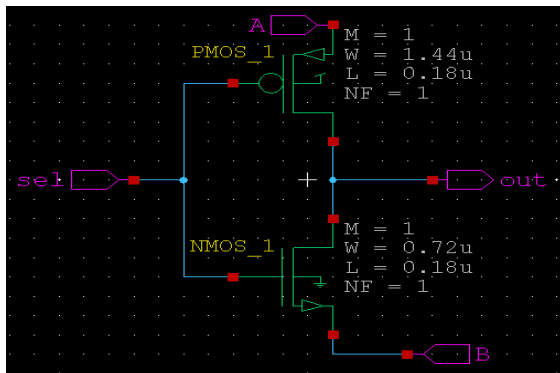 A
PMOS_1
M = 1
W = 1.44u
L = 0.18u
NF = 1
sel
out
NMOS_1
M = 1
W = 0.72u
L = 0.18u
NF = 1
B